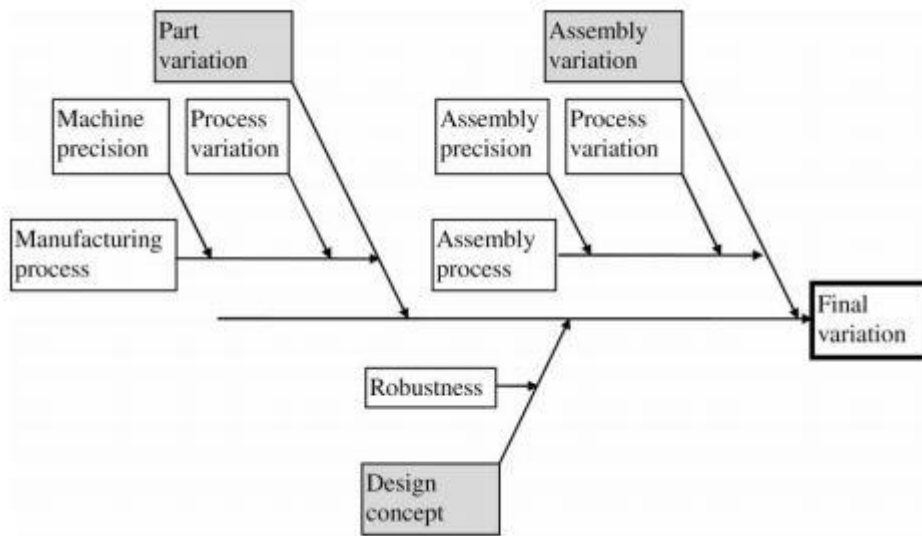 Part
variation
Assembly
variation
Machine
precision
Process
variation
Assembly
precision
Process
variation
Manufacturing
process
Assembly
process
Final
variation
Robustness
Design
concept